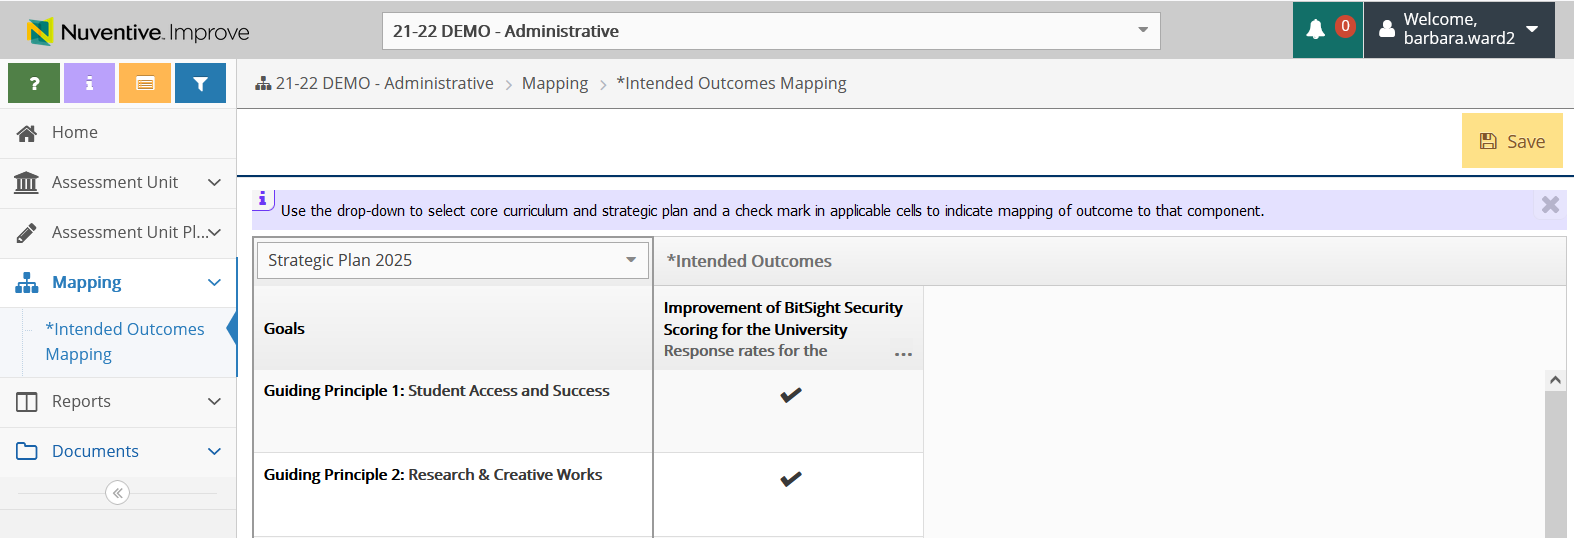 Nuventive Improve
21-22 DEMO - Administrative
0
Welcome,
barbara.ward2
?
i
21-22 DEMO - Administrative > Mapping > *Intended Outcomes Mapping
Home
Save
Assessment Unit
i
Use the drop-down to select core curriculum and strategic plan and a check mark in applicable cells to indicate mapping of outcome to that component.
Assessment Unit Pl...
Strategic Plan 2025
*Intended Outcomes
Mapping
*Intended Outcomes
Mapping
Goals
Improvement of BitSight Security
Scoring for the University
Response rates for the
...
Guiding Principle 1: Student Access and Success
Reports
Documents
Guiding Principle 2: Research & Creative Works